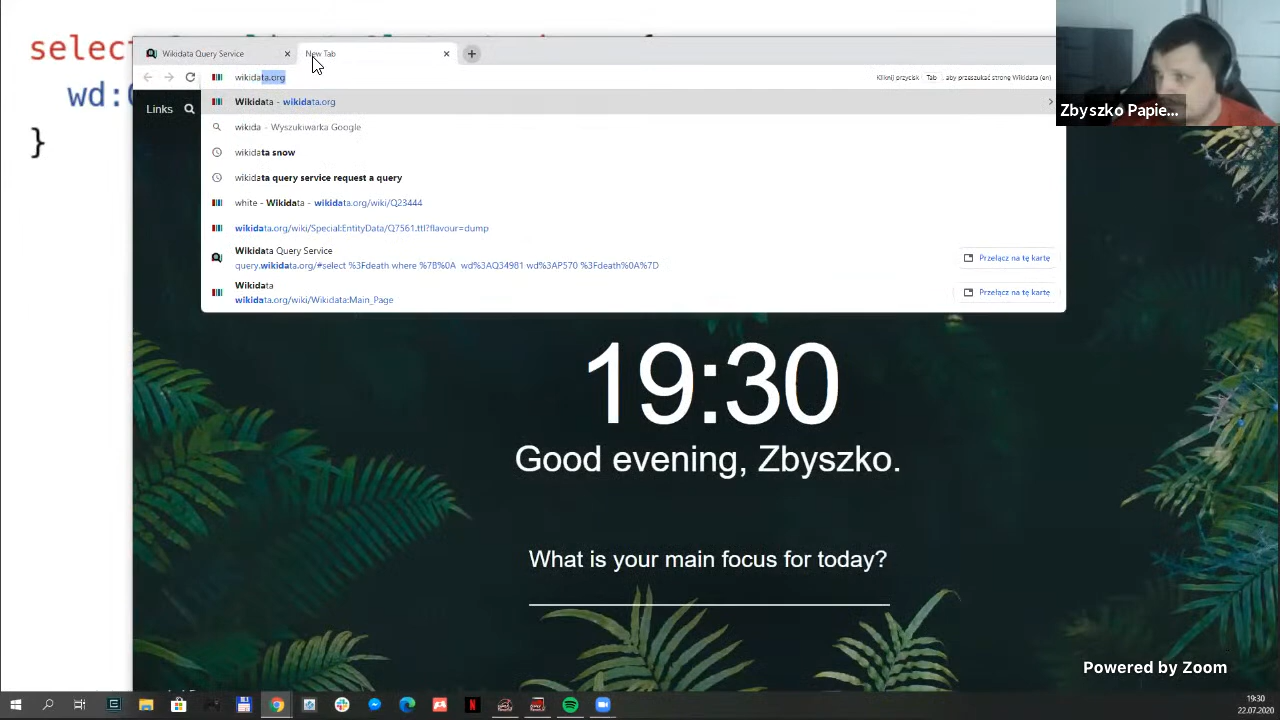 select
wd:
}
Wikidata Query Service
New Tab
wikidata.org
Kliknij przycisk Tab , aby przeszukać stronę Wikidata (en)
Links
Wikidata - wikidata.org
wikida - Wyszukiwarka Google
wikidata snow
wikidata query service request a query
white - Wikidata - wikidata.org/wiki/Q23444
wikidata.org/wiki/Special:EntityData/Q7561.ttl?flavour=dump
Wikidata Query Service
query.wikidata.org/#select %3Fdeath where %7B%0A wd%3AQ34981 wd%3AP570 %3Fdeath%0A%7D
Przełącz na tę kartę
Wikidata
wikidata.org/wiki/Wikidata:Main_Page
Przełącz na tę kartę
Zbyszko Papie...
19:30
Good evening, Zbyszko.
What is your main focus for today?
Powered by Zoom
19:30
22.07.2020